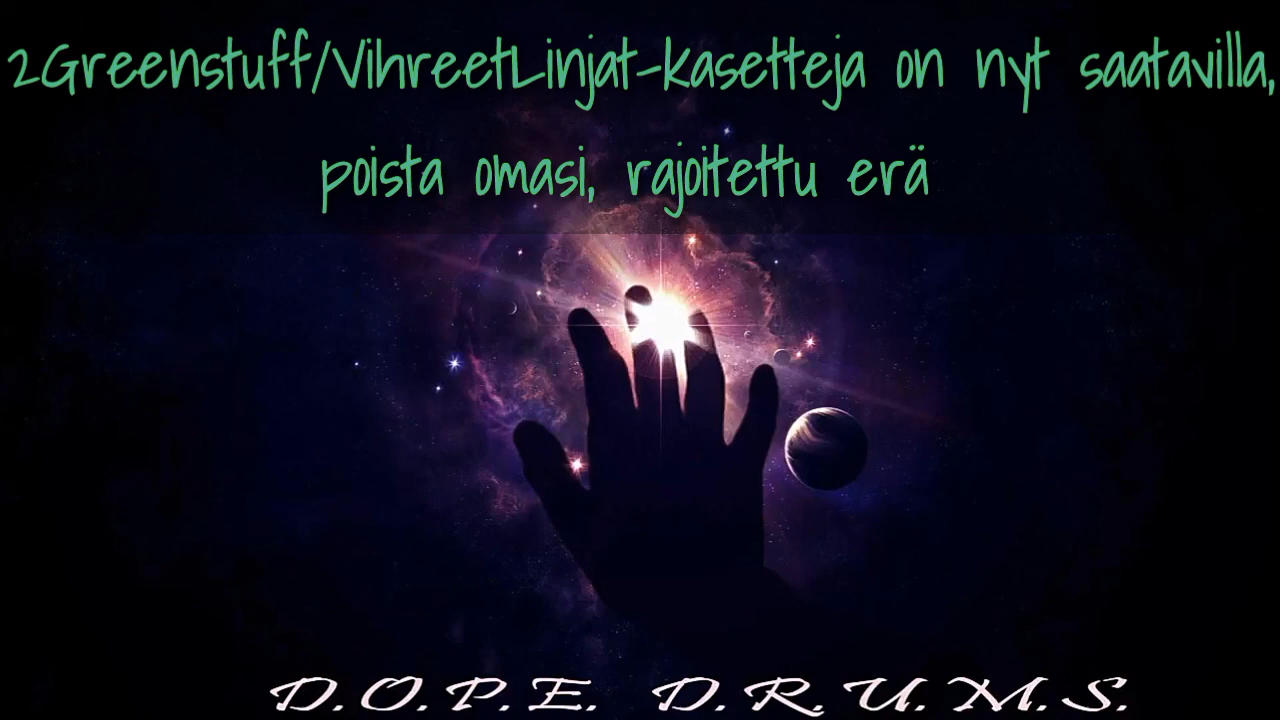 2Greenstuff/VihreetLinjat-kasetteja on nyt saatavilla,
poista omasi, rajoitettu erä
D.O.P.E. D.R.U.M.S.